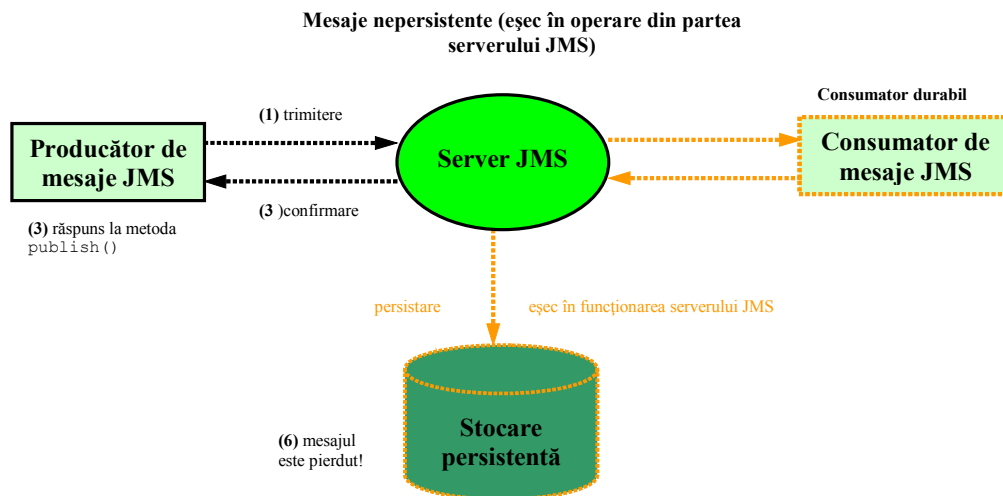 Mesaje nepersistente (eşec în operare din partea
serverului JMS)
(1) trimitere
Consumator durabil
Producător de
mesaje JMS
Server JMS
Consumator de
mesaje JMS
(3 )confirmare
(3) răspuns la metoda
publish()
persistare
eşec în funcţionarea serverului JMS
Stocare
persistentă
(6) mesajul
este pierdut!